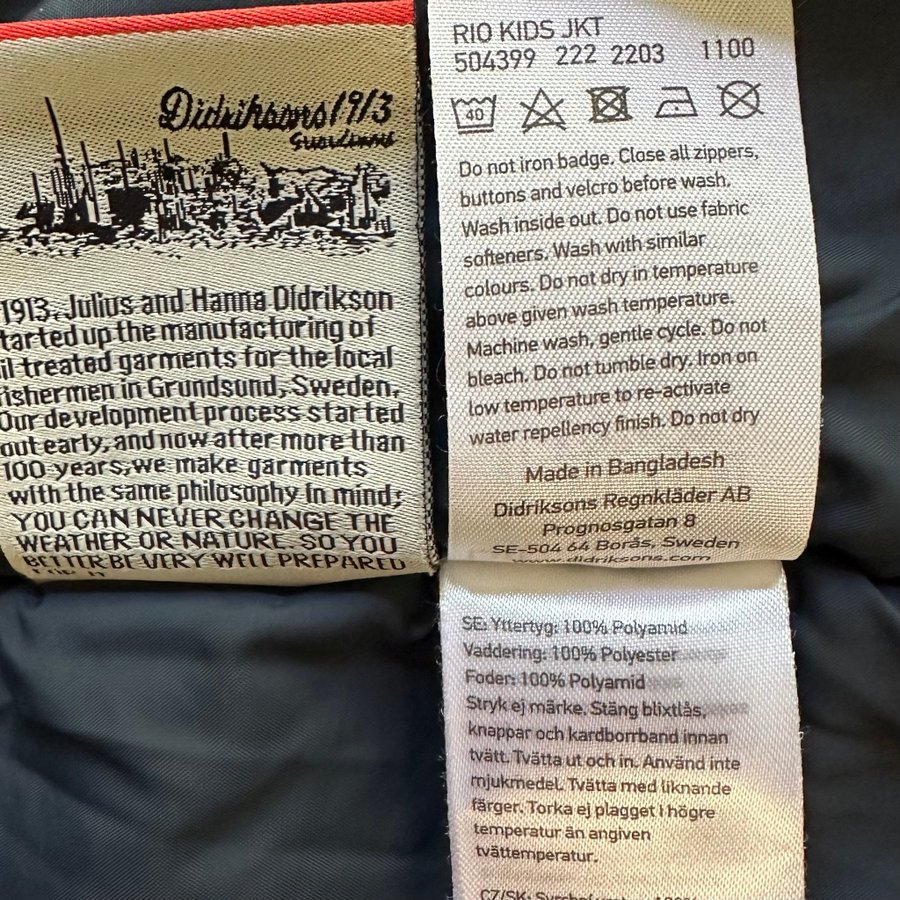 Didriksons1913
Grundsund
1913, Julius and Hanna Didrikson
tarted up the manufacturing of
il treated garments for the local
fishermen in Grundsund, Sweden.
Our development process started
out early, and now after more than
100 years, we make garments
with the same philosophy in mind;
YOU CAN NEVER CHANGE THE
WEATHER OR NATURE, SO YOU
BETTER BE VERY WELL PREPARED
RIO KIDS JKT
504399 222 2203 1100
40
Do not iron badge. Close all zippers,
buttons and velcro before wash.
Wash inside out. Do not use fabric
softeners. Wash with similar
colours. Do not dry in temperature
above given wash temperature.
Machine wash, gentle cycle. Do not
bleach. Do not tumble dry. Iron on
low temperature to re-activate
water repellency finish. Do not dry
Made in Bangladesh
Didriksons Regnkläder AB
Prognosgatan 8
SE-504 64 Borås, Sweden
www.didriksons.com
SE: Yttertyg: 100% Polyamid
Vaddering: 100% Polyester
Foder: 100% Polyamid
Stryk ej märke. Stäng blixtlås,
knappar och kardborrband innan
tvätt. Tvätta ut och in. Använd inte
mjukmedel. Tvätta med liknande
färger. Torka ej plagget i högre
temperatur än angiven
tvättemperatur.
CZ/SK: